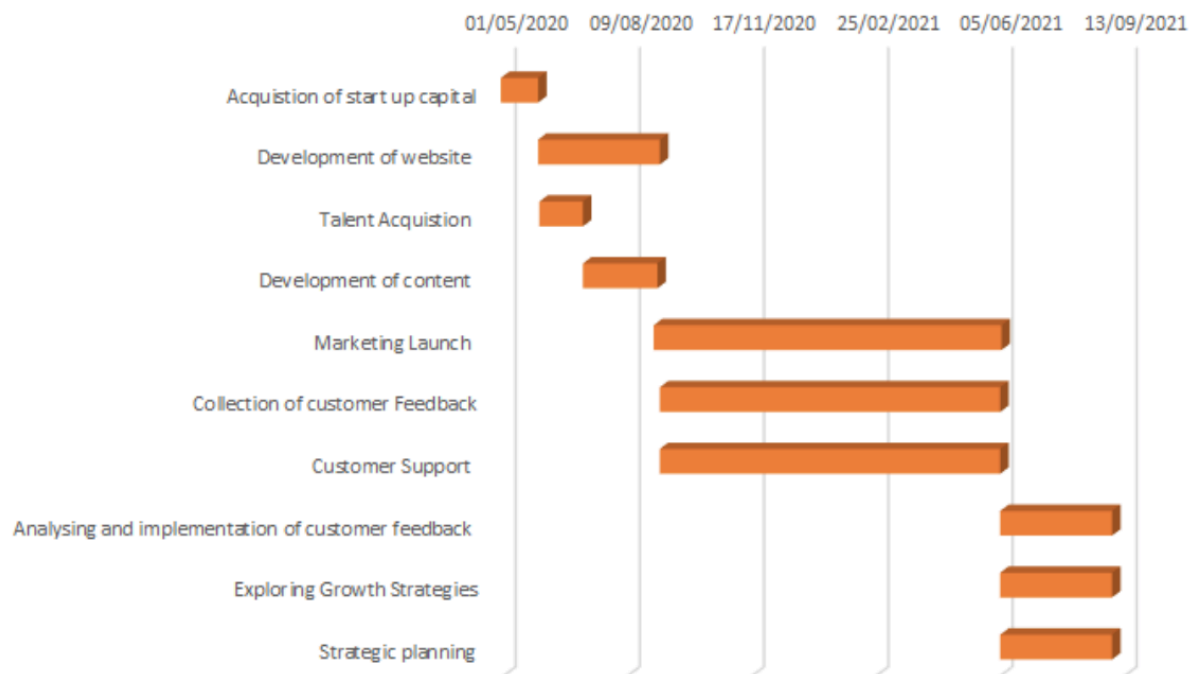 01/05/2020 09/08/2020 17/11/2020 25/02/2021 05/06/2021 13/09/2021
Acquistion of start up capital
Development of website
Talent Acquistion
Development of content
Marketing Launch
Collection of customer Feedback
Customer Support
Analysing and implementation of customer feedback
Exploring Growth Strategies
Strategic planning